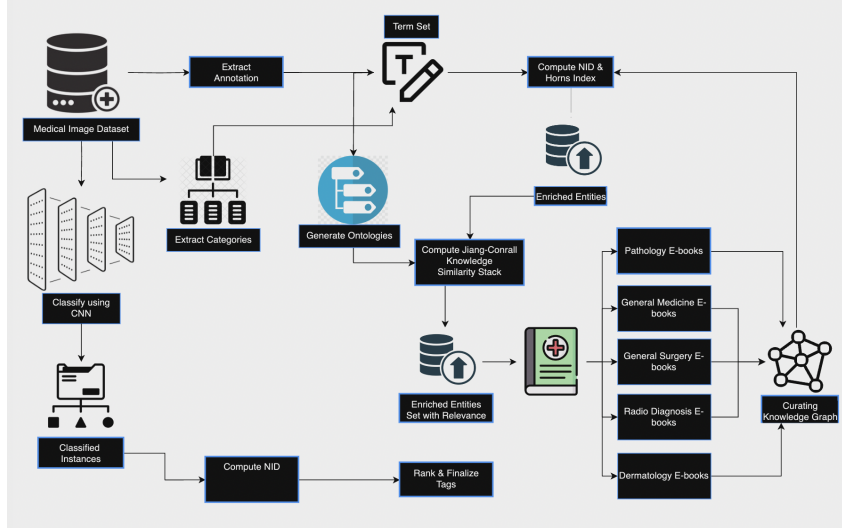 Term Set
Extract
Annotation
Compute NID &
Horns Index
T
Medical Image Dataset
Extract Categories
Generate Ontologies
Enriched Entities
Compute Jiang-Conrall
Knowledge
Similarity Stack
Pathology E-books
Classify using
CNN
General Medicine E-
books
General Surgery E-
books
Enriched Entities
Set with Relevance
Radio Diagnosis E-
books
Curating
Knowledge Graph
Classified
Instances
Compute NID
Rank & Finalize
Tags
Dermatology E-books